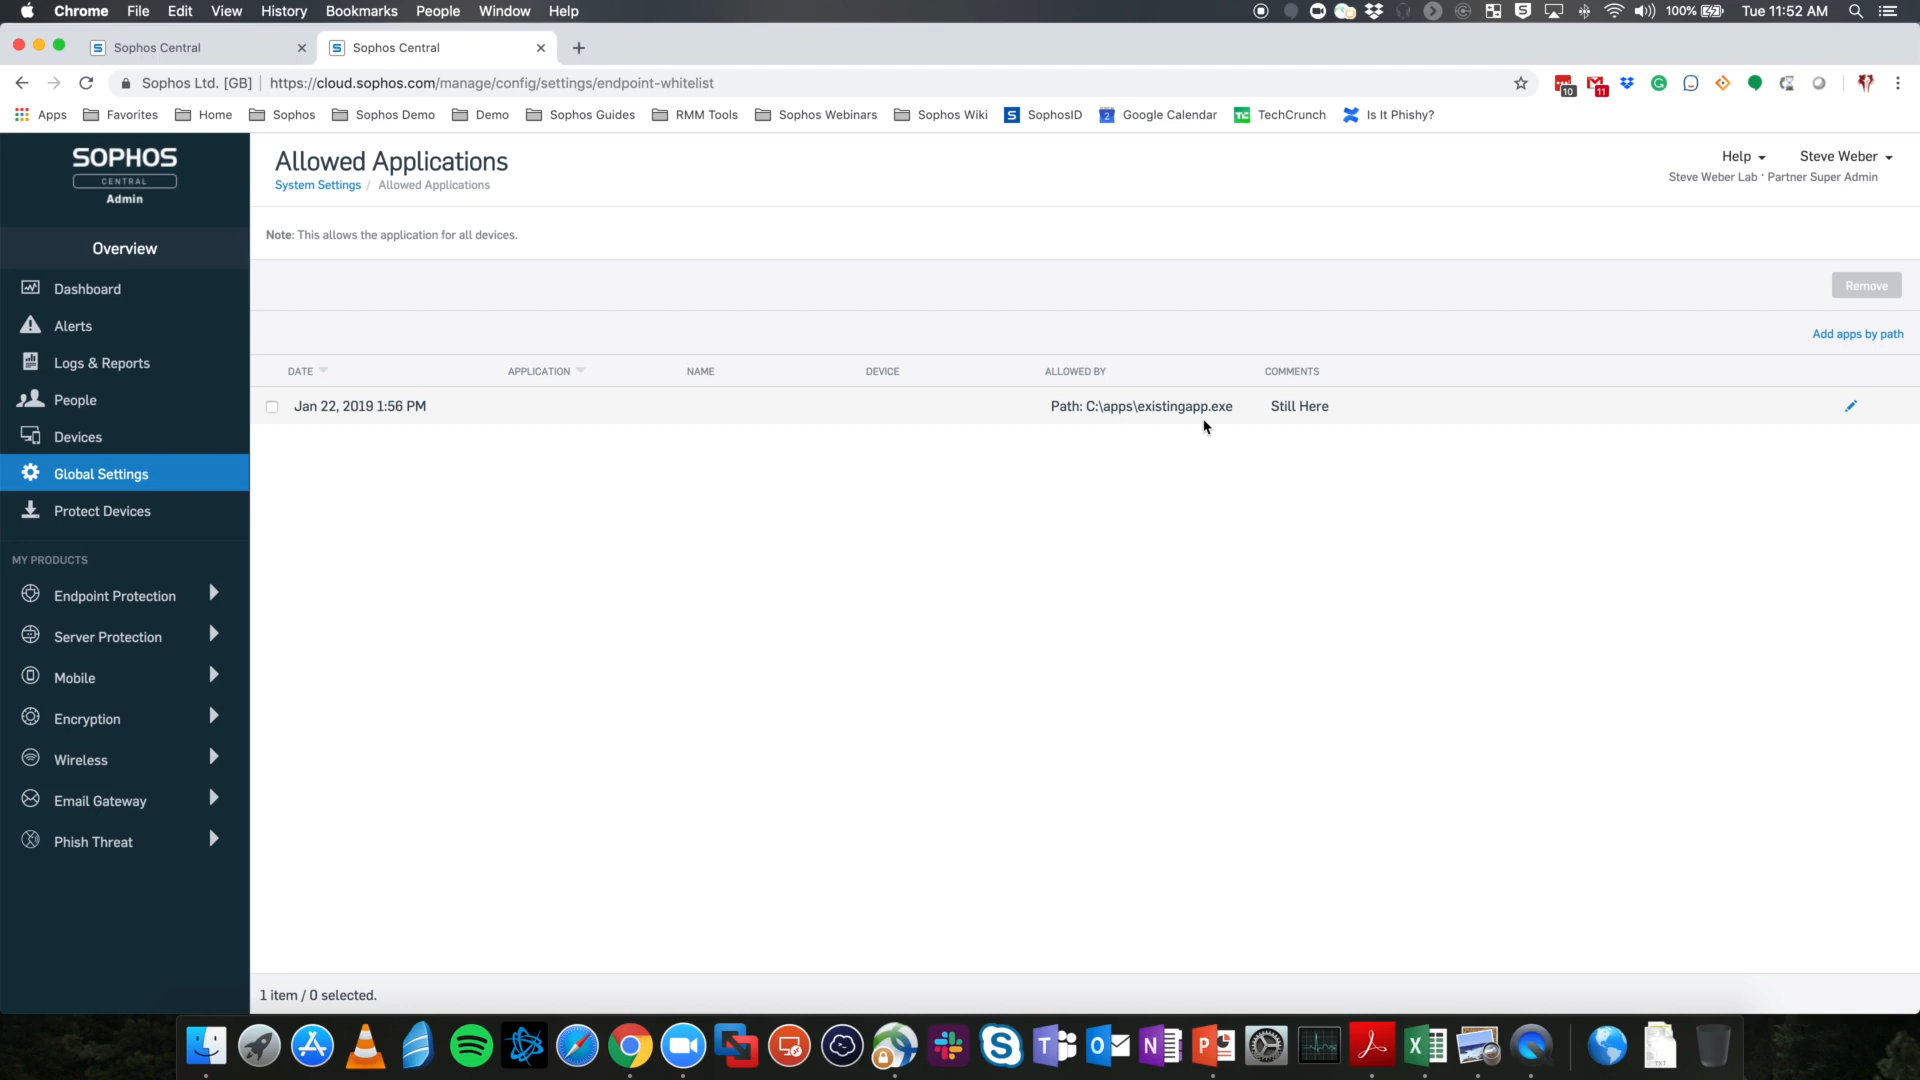 Chrome File Edit View History Bookmarks People Window Help 100% Tue 11:52 AM
Sophos Central Sophos Central
Sophos Ltd. [GB] https://cloud.sophos.com/manage/config/settings/endpoint-whitelist 10 11
Apps Favorites Home Sophos Sophos Demo Demo Sophos Guides RMM Tools Sophos Webinars Sophos Wiki SophosID Google Calendar TechCrunch Is It Phishy?
SOPHOS
CENTRAL
Admin
Allowed Applications
System Settings / Allowed Applications
Help Steve Weber
Steve Weber Lab · Partner Super Admin
Note: This allows the application for all devices.
Remove
Add apps by path
DATE APPLICATION NAME DEVICE ALLOWED BY COMMENTS
Jan 22, 2019 1:56 PM Path: C:\apps\existingapp.exe Still Here
Overview
Dashboard
Alerts
Logs & Reports
People
Devices
Global Settings
Protect Devices
MY PRODUCTS
Endpoint Protection
Server Protection
Mobile
Encryption
Wireless
Email Gateway
Phish Threat
1 item / 0 selected.